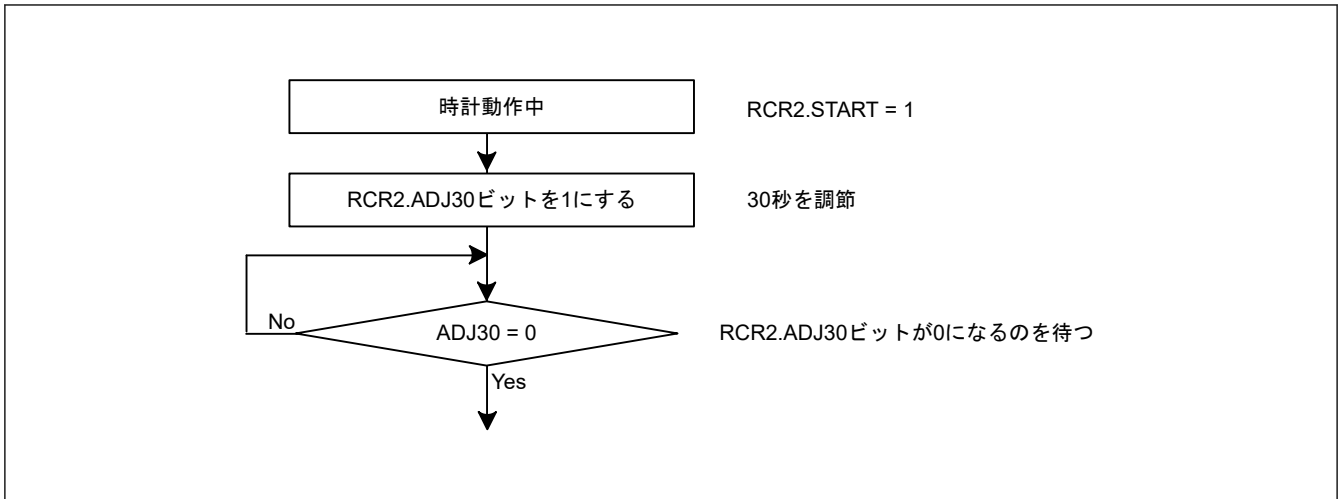 時計動作中
RCR2.START = 1
RCR2.ADJ30ビットを1にする
30秒を調節
No
ADJ30 = 0
RCR2.ADJ30ビットが0になるのを待つ
Yes